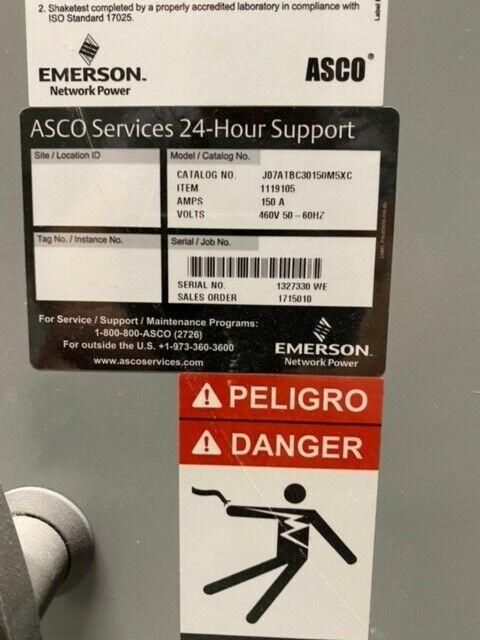 2. Shaketest completed by a properly accredited laboratory in compliance with
ISO Standard 17025.
EMERSON™
Network Power
ASCO®
ASCO Services 24-Hour Support
Site / Location ID
Model / Catalog No.
CATALOG NO. J07ATBC30150M5XC
ITEM 1119105
AMPS 150 A
VOLTS 460V 50-60HZ
Tag No. / Instance No.
Serial / Job No.
SERIAL NO. 1327330 WE
SALES ORDER 1715010
For Service / Support / Maintenance Programs:
1-800-800-ASCO (2726)
For outside the U.S. +1-973-360-3600
www.ascoservices.com
EMERSON™
Network Power
PELIGRO
DANGER